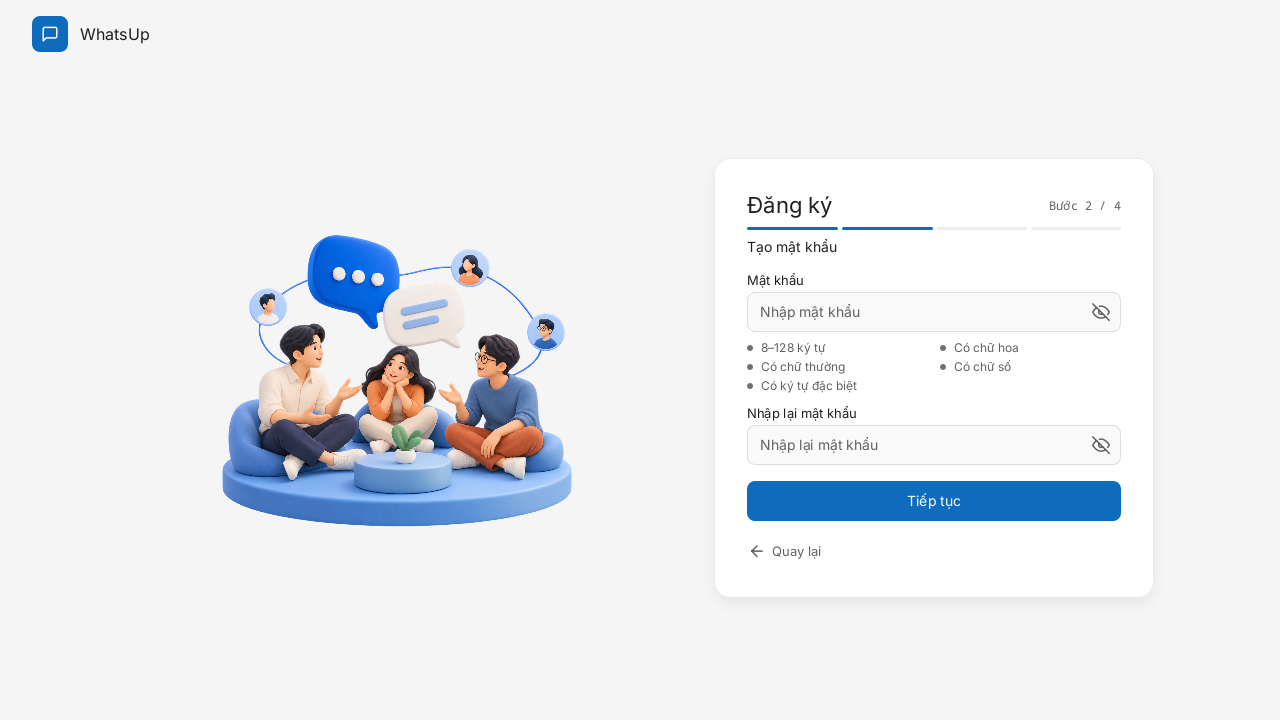 WhatsUp
Đăng ký
Bước 2 / 4
Tạo mật khẩu
Mật khẩu
Nhập mật khẩu
8–128 ký tự
Có chữ hoa
Có chữ thường
Có chữ số
Có ký tự đặc biệt
Nhập lại mật khẩu
Nhập lại mật khẩu
Tiếp tục
Quay lại